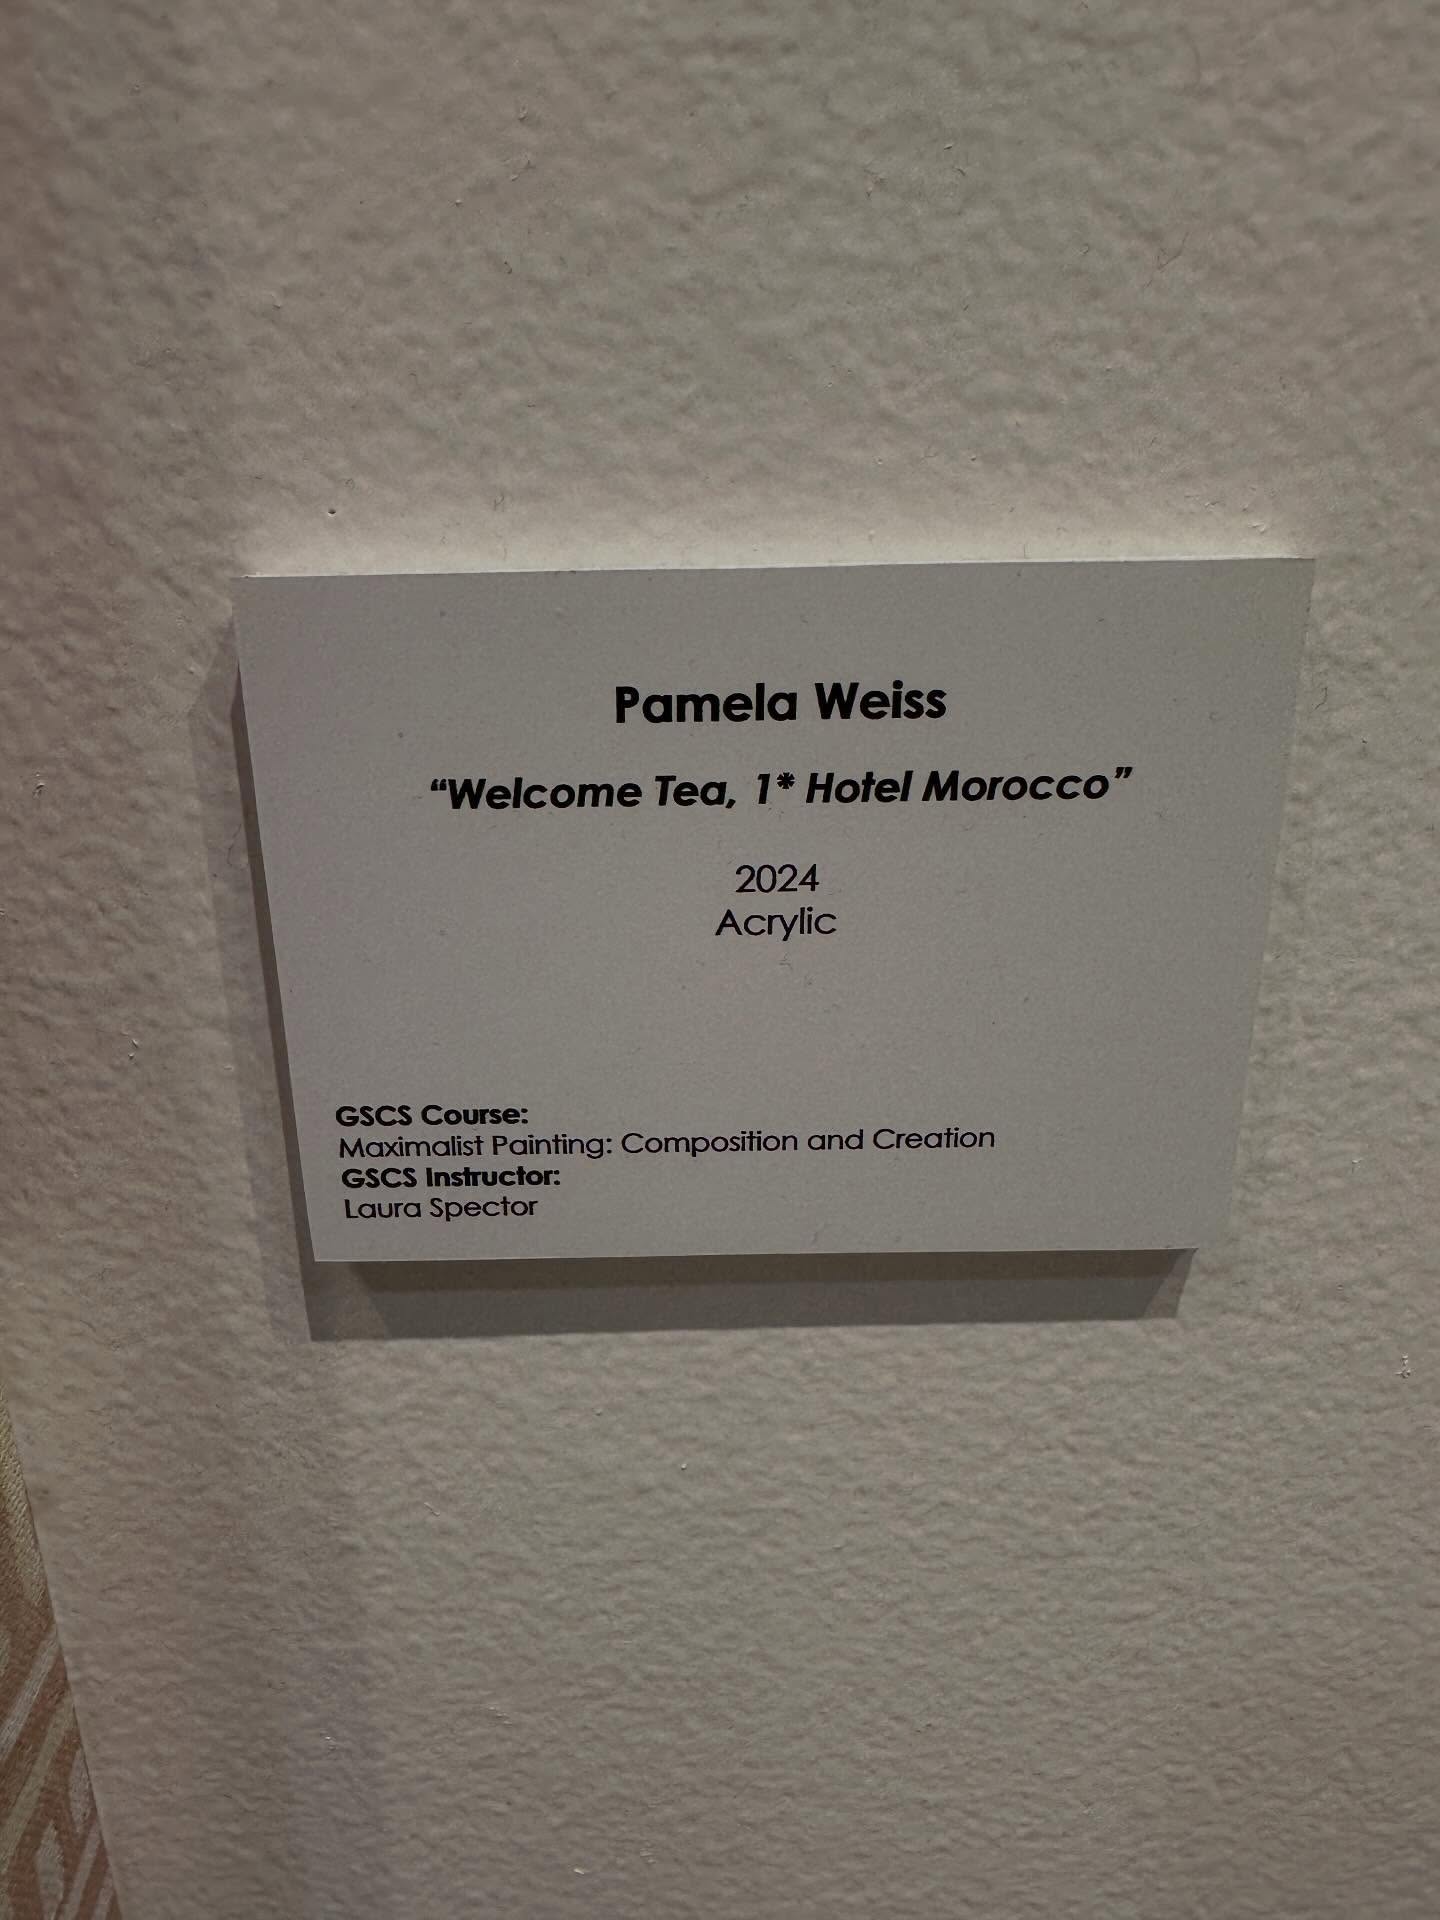 Pamela Weiss
“Welcome Tea, 1* Hotel Morocco”
2024
Acrylic
GSCS Course:
Maximalist Painting: Composition and Creation
GSCS Instructor:
Laura Spector